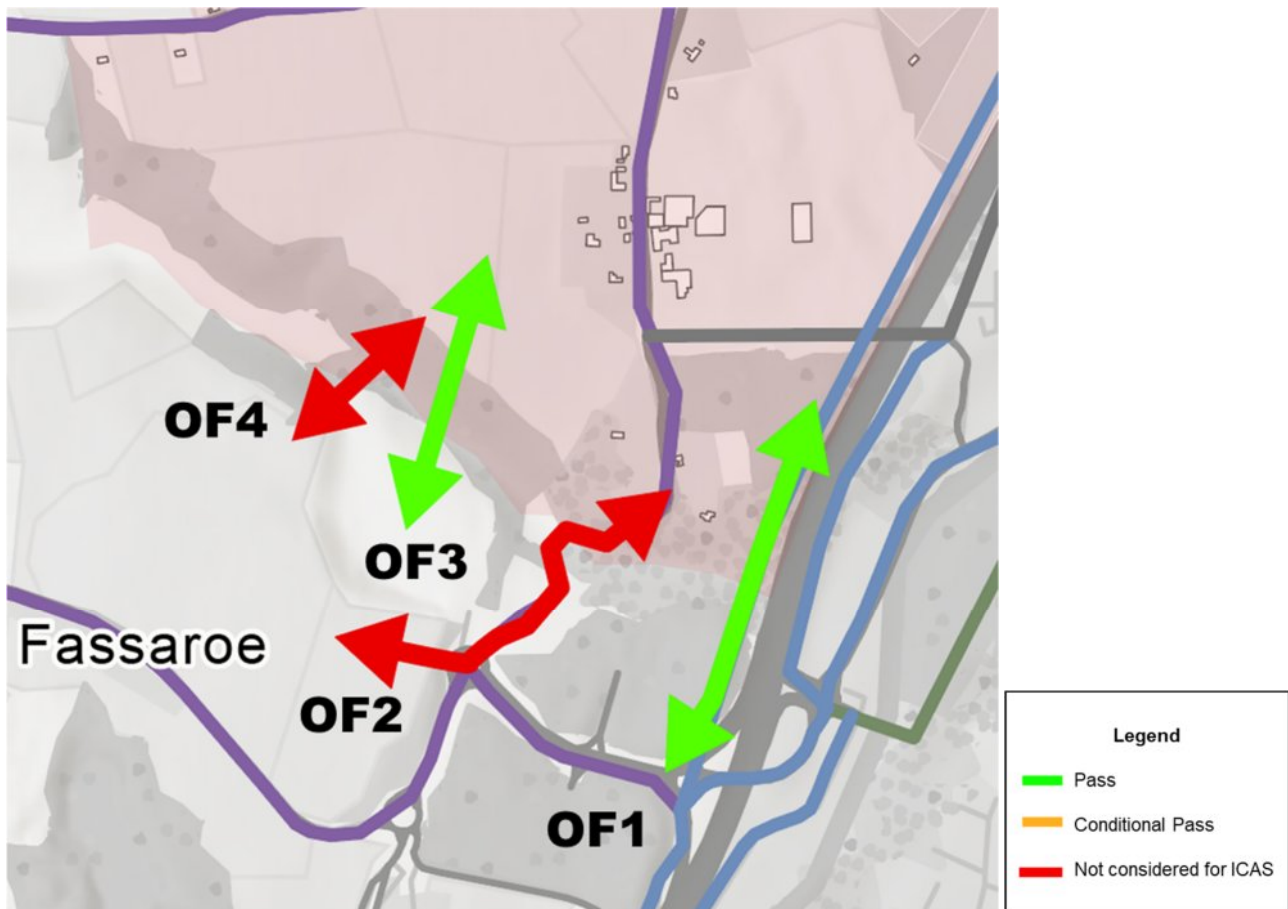 OF4
OF3
Fassaroe
OF2
OF1
Legend
Pass
Conditional Pass
Not considered for ICAS